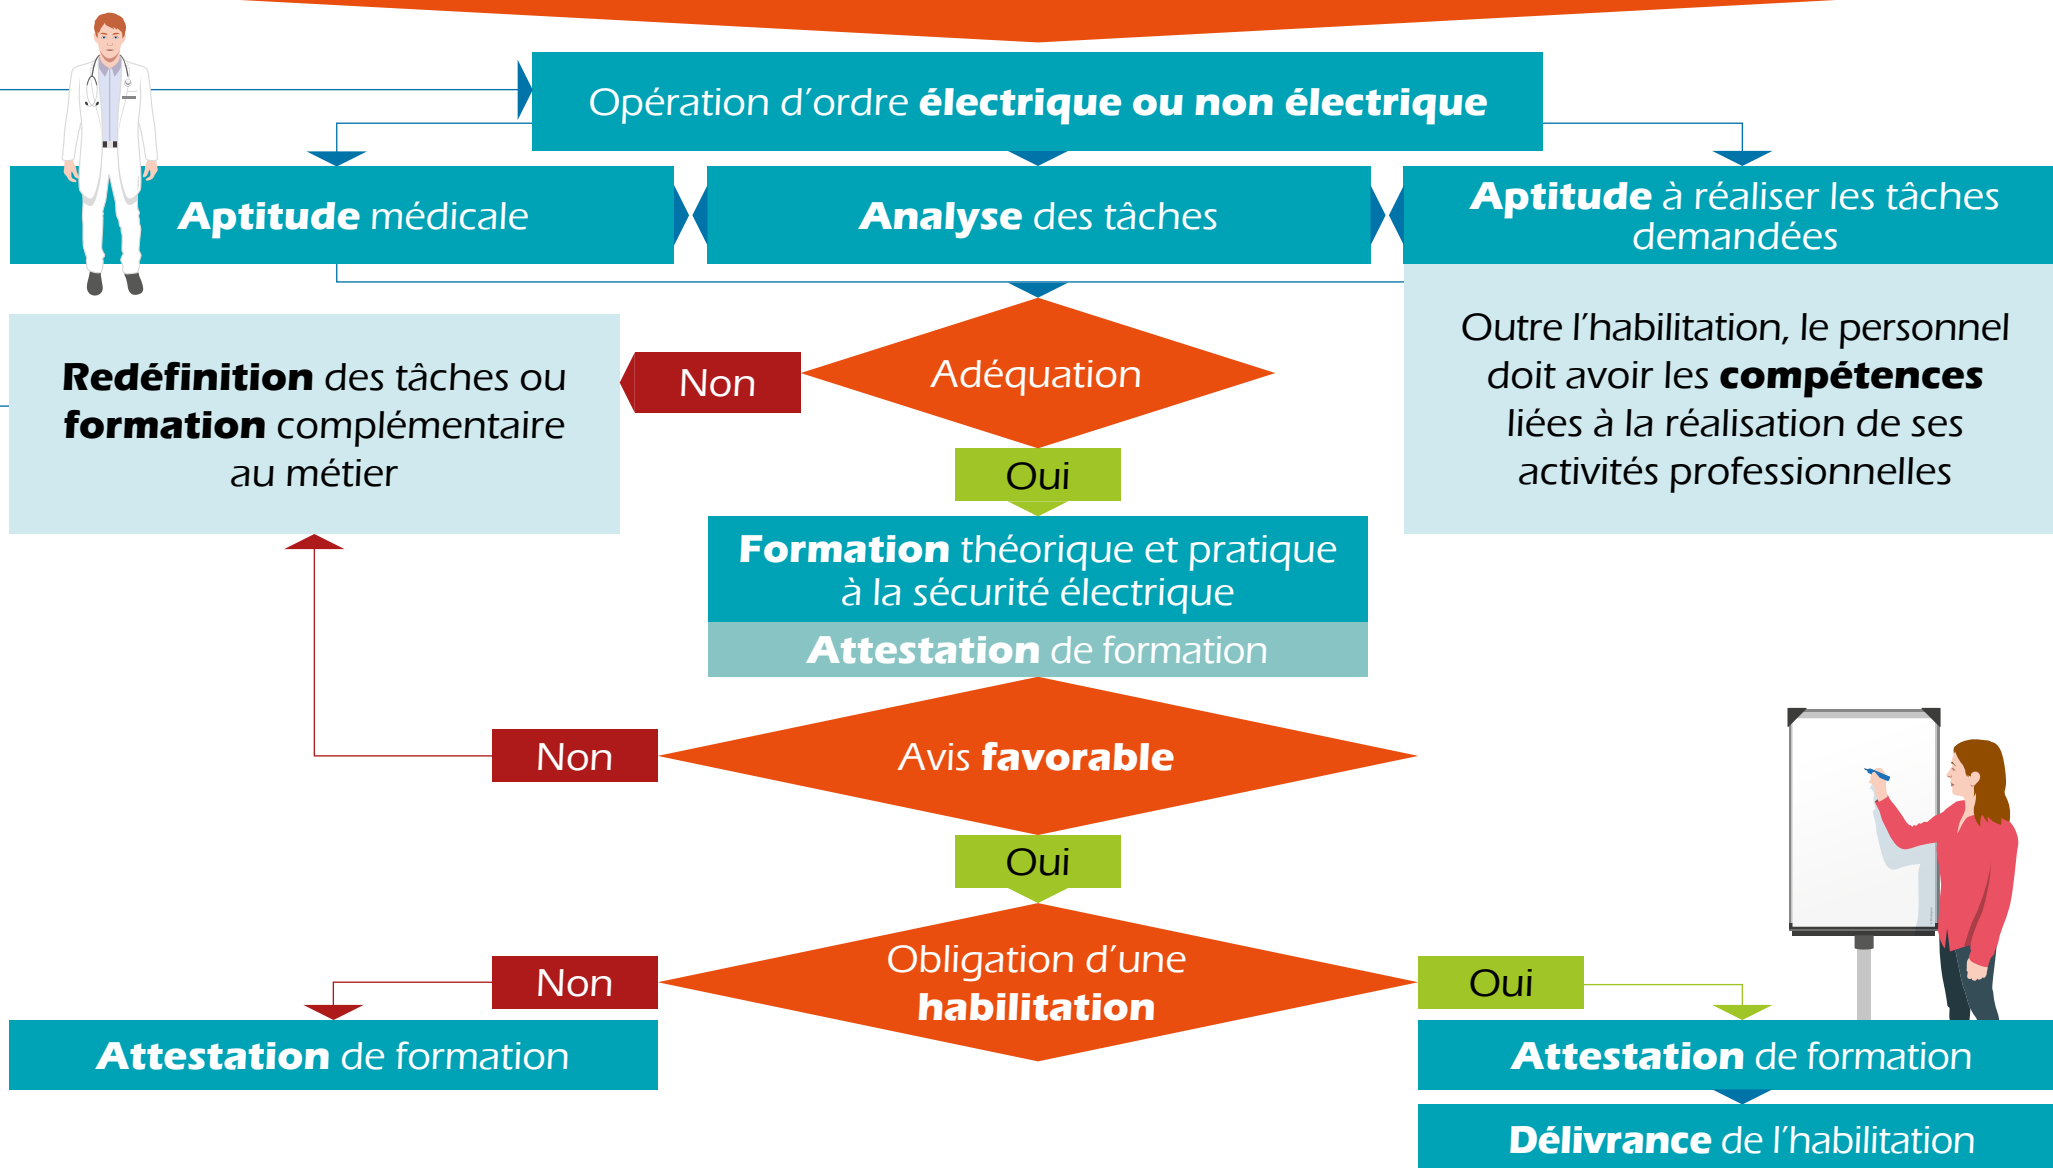 Opération d'ordre électrique ou non électrique
Aptitude médicale
Analyse des tâches
Aptitude à réaliser les tâches
demandées
Outre l'habilitation, le personnel
doit avoir les compétences
liées à la réalisation de ses
activités professionnelles
Adéquation
Non
Redéfinition des tâches ou
formation complémentaire
au métier
Oui
Formation théorique et pratique
à la sécurité électrique
Attestation de formation
Avis favorable
Non
Oui
Obligation d'une
habilitation
Non
Oui
Attestation de formation
Attestation de formation
Délivrance de l'habilitation